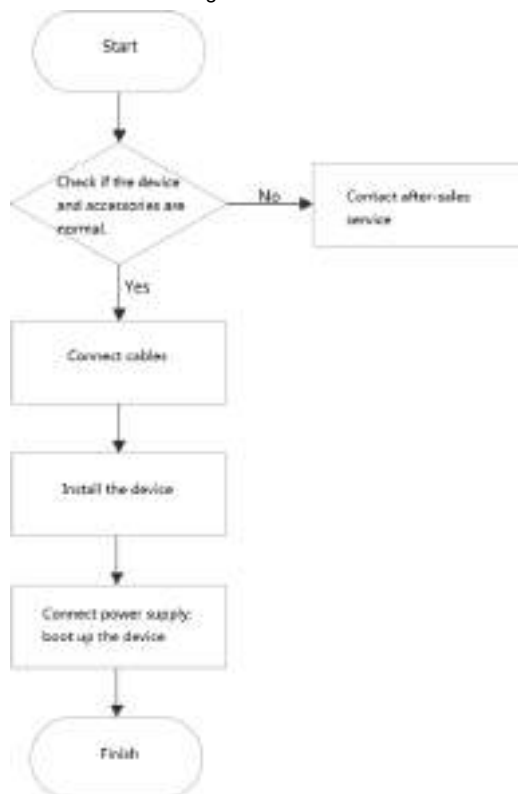 Start
Check if the device
and accessories are
normal.
No
Contact after-sales
service
Yes
Connect cables
Install the device
Connect power supply;
boot up the device
Finish